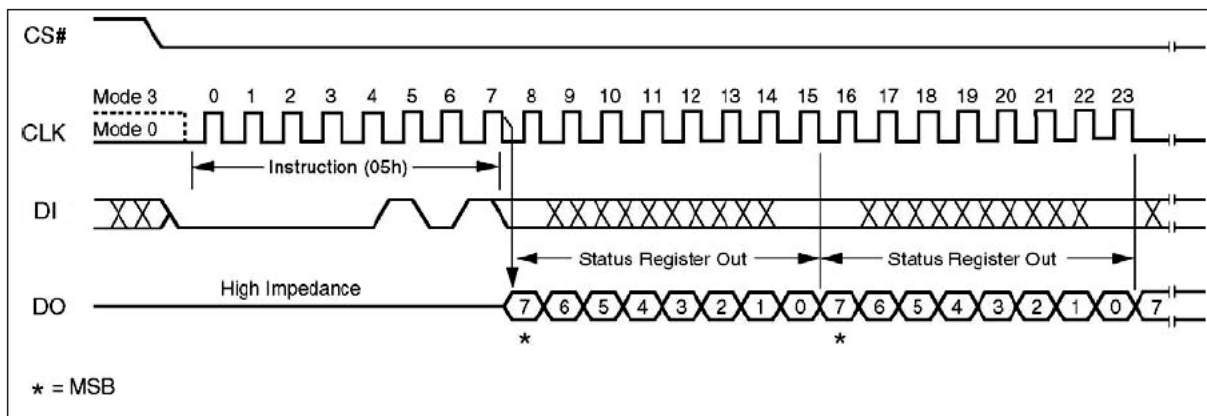 CS#
Mode 3 0 1 2 3 4 5 6 7 8 9 10 11 12 13 14 15 16 17 18 19 20 21 22 23
CLK Mode 0
Instruction (05h)
DI
Status Register Out Status Register Out
High Impedance
DO 7 6 5 4 3 2 1 0 7 6 5 4 3 2 1 0 7
* *
* = MSB